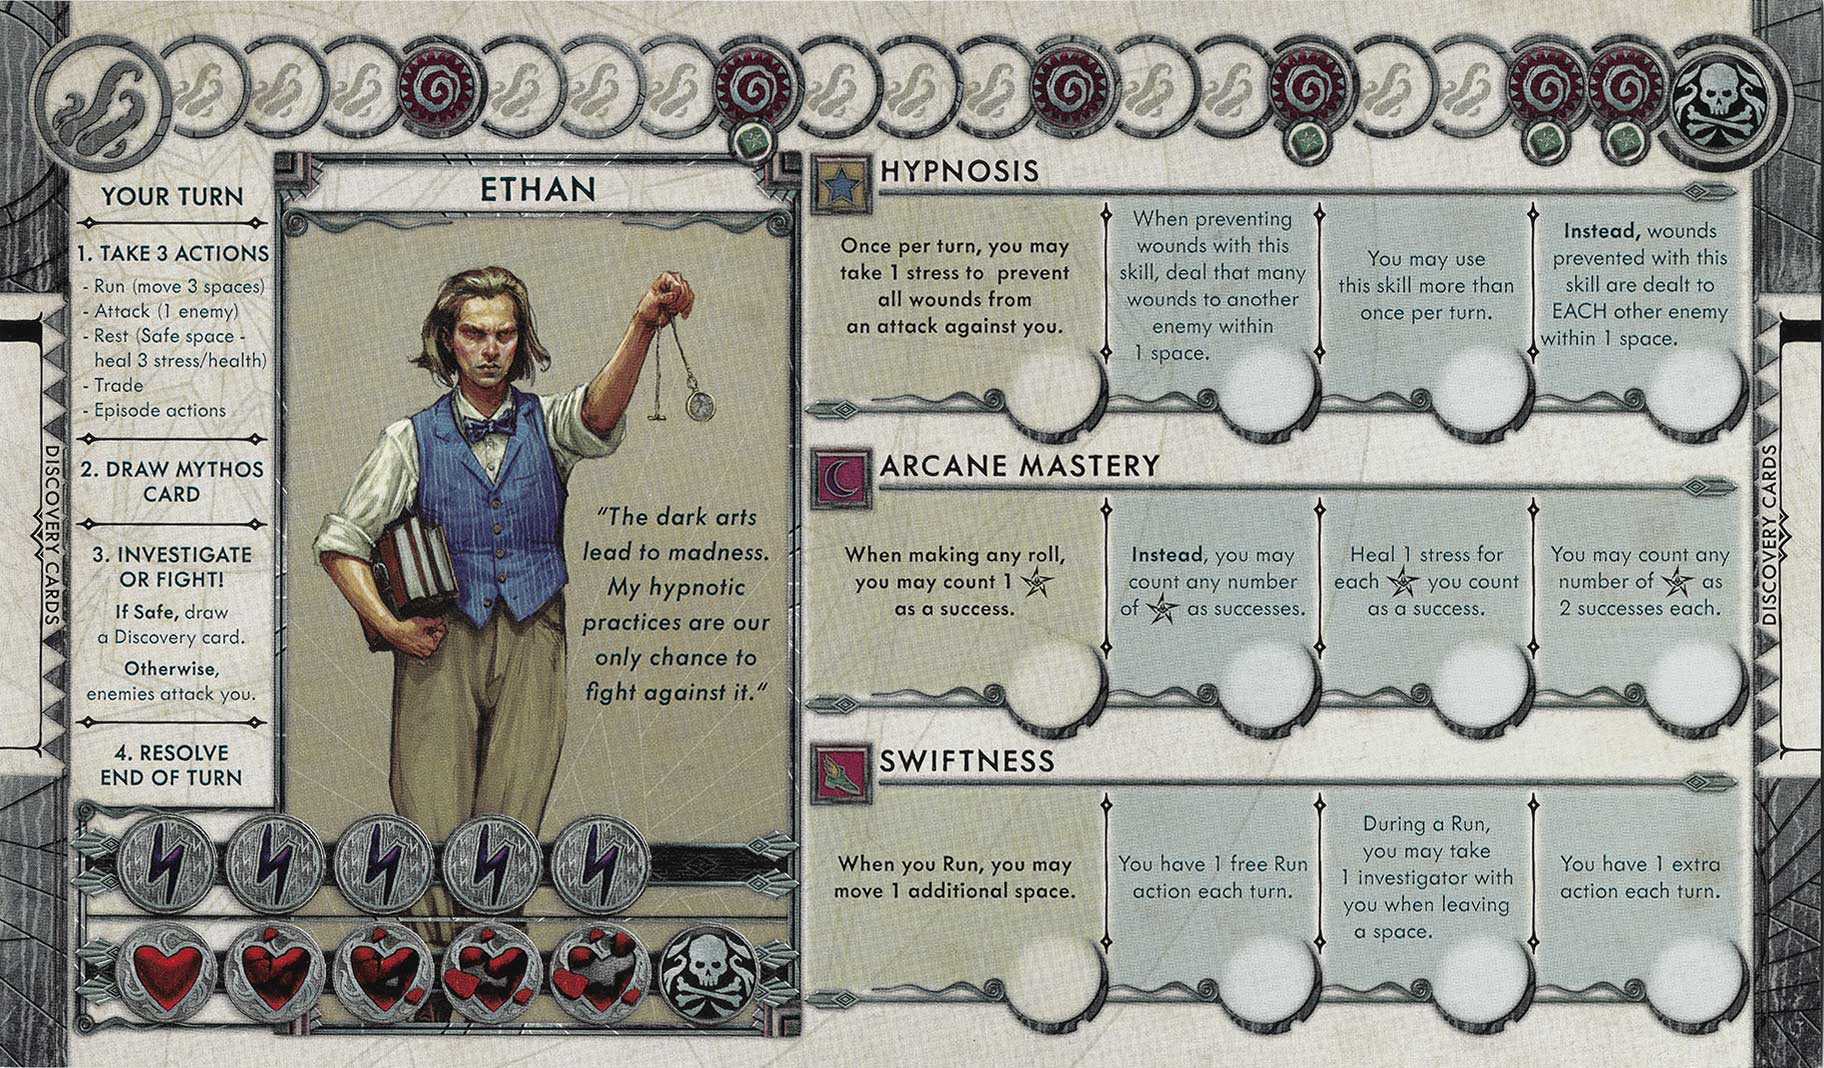 YOUR TURN
1. TAKE 3 ACTIONS
- Run (move 3 spaces)
- Attack (1 enemy)
- Rest (Safe space -
heal 3 stress/health)
- Trade
- Episode actions
2. DRAW MYTHOS
CARD
3. INVESTIGATE
OR FIGHT!
If Safe, draw
a Discovery card.
Otherwise,
enemies attack you.
4. RESOLVE
END OF TURN
DISCOVERY CARDS
ETHAN
“The dark arts
lead to madness.
My hypnotic
practices are our
only chance to
fight against it.“
HYPNOSIS
Once per turn, you may
take 1 stress to prevent
all wounds from
an attack against you.
When preventing
wounds with this
skill, deal that many
wounds to another
enemy within
1 space.
You may use
this skill more than
once per turn.
Instead, wounds
prevented with this
skill are dealt to
EACH other enemy
within 1 space.
ARCANE MASTERY
When making any roll,
you may count 1
as a success.
Instead, you may
count any number
of as successes.
Heal 1 stress for
each you count
as a success.
You may count any
number of as
2 successes each.
SWIFTNESS
When you Run, you may
move 1 additional space.
You have 1 free Run
action each turn.
During a Run,
you may take
1 investigator with
you when leaving
a space.
You have 1 extra
action each turn.
DISCOVERY CARDS